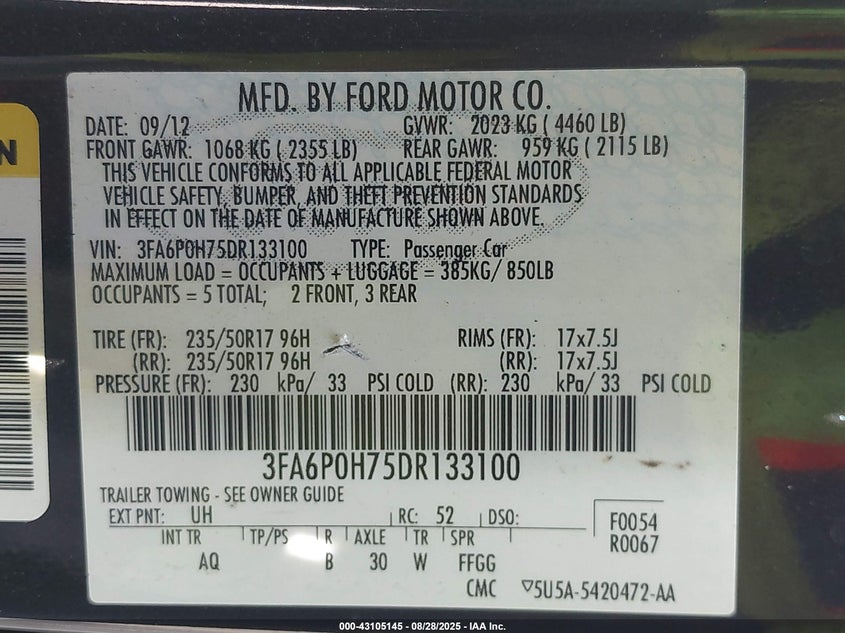 MFD. BY FORD MOTOR CO.
DATE: 09/12 GVWR: 2023 KG ( 4460 LB)
FRONT GAWR: 1068 KG ( 2355 LB) REAR GAWR: 959 KG ( 2115 LB)
THIS VEHICLE CONFORMS TO ALL APPLICABLE FEDERAL MOTOR
VEHICLE SAFETY, BUMPER, AND THEFT PREVENTION STANDARDS
IN EFFECT ON THE DATE OF MANUFACTURE SHOWN ABOVE.
VIN: 3FA6P0H75DR133100 TYPE: Passenger Car
MAXIMUM LOAD = OCCUPANTS + LUGGAGE = 385KG/ 850LB
OCCUPANTS = 5 TOTAL; 2 FRONT, 3 REAR
TIRE (FR): 235/50R17 96H RIMS (FR): 17x7.5J
(RR): 235/50R17 96H (RR): 17x7.5J
PRESSURE (FR): 230 kPa/ 33 PSI COLD (RR): 230 kPa/ 33 PSI COLD
3FA6P0H75DR133100
TRAILER TOWING - SEE OWNER GUIDE
EXT PNT: UH RC: 52 DSO: F0054
INT TR TP/PS R AXLE TR SPR R0067
AQ B 30 W FFGG
CMC ▽5U5A-5420472-AA
N
000-43105145 - 08/28/2025 - IAA Inc.